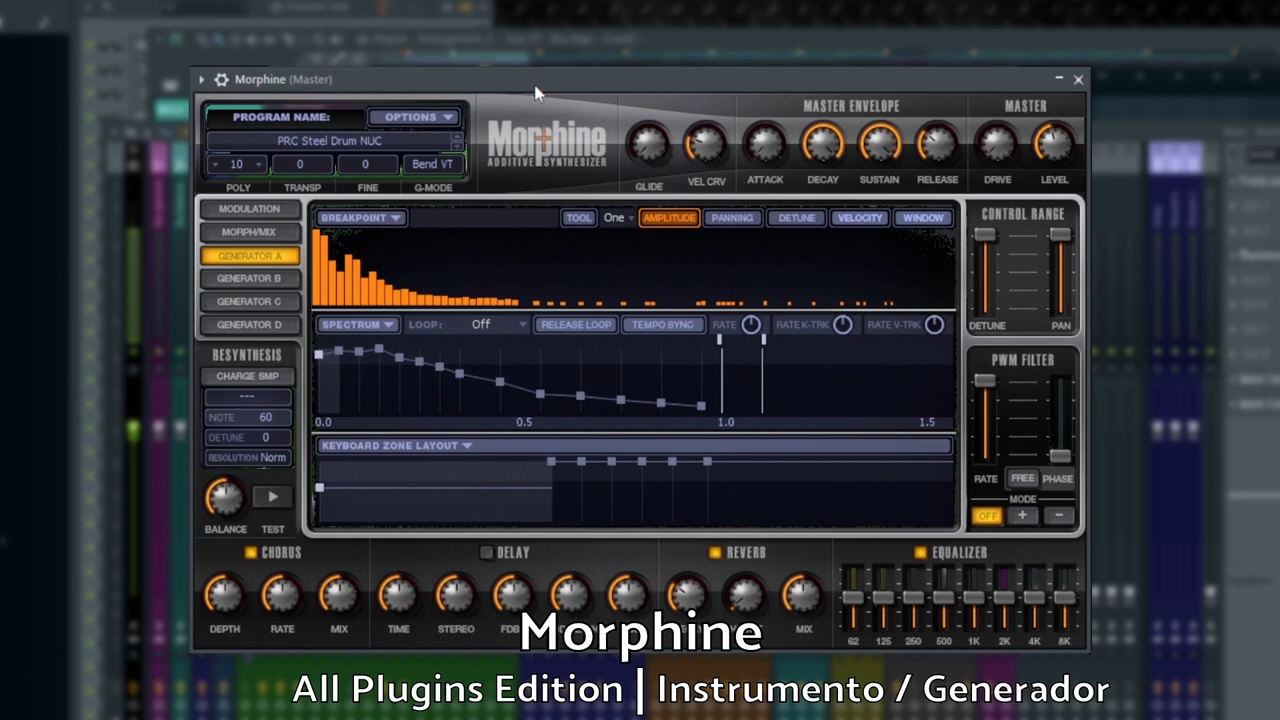 Morphine (Master)
PROGRAM NAME:
OPTIONS
PRC Steel Drum NUC
10
0
0
Bend VT
POLY
TRANSP
FINE
G-MODE
Morphine
ADDITIVE SYNTHESIZER
GLIDE
VEL CRV
MASTER ENVELOPE
ATTACK
DECAY
SUSTAIN
RELEASE
MASTER
DRIVE
LEVEL
MODULATION
MORPH/MIX
GENERATOR A
GENERATOR B
GENERATOR C
GENERATOR D
RESYNTHESIS
CHARGE SMP
---
NOTE 60
DETUNE 0
RESOLUTION Norm
BALANCE
TEST
BREAKPOINT
TOOL One
AMPLITUDE
PANNING
DETUNE
VELOCITY
WINDOW
SPECTRUM
LOOP: Off
RELEASE LOOP
TEMPO SYNC
RATE
RATE K-TRK
RATE V-TRK
0.0 0.5 1.0 1.5
KEYBOARD ZONE LAYOUT
CONTROL RANGE
DETUNE
PAN
PWM FILTER
RATE
FREE
PHASE
MODE
OFF + -
CHORUS
DEPTH
RATE
MIX
DELAY
TIME
STEREO
REVERB
MIX
EQUALIZER
62 125 250 500 1K 2K 4K 8K
Morphine
All Plugins Edition | Instrumento / Generador